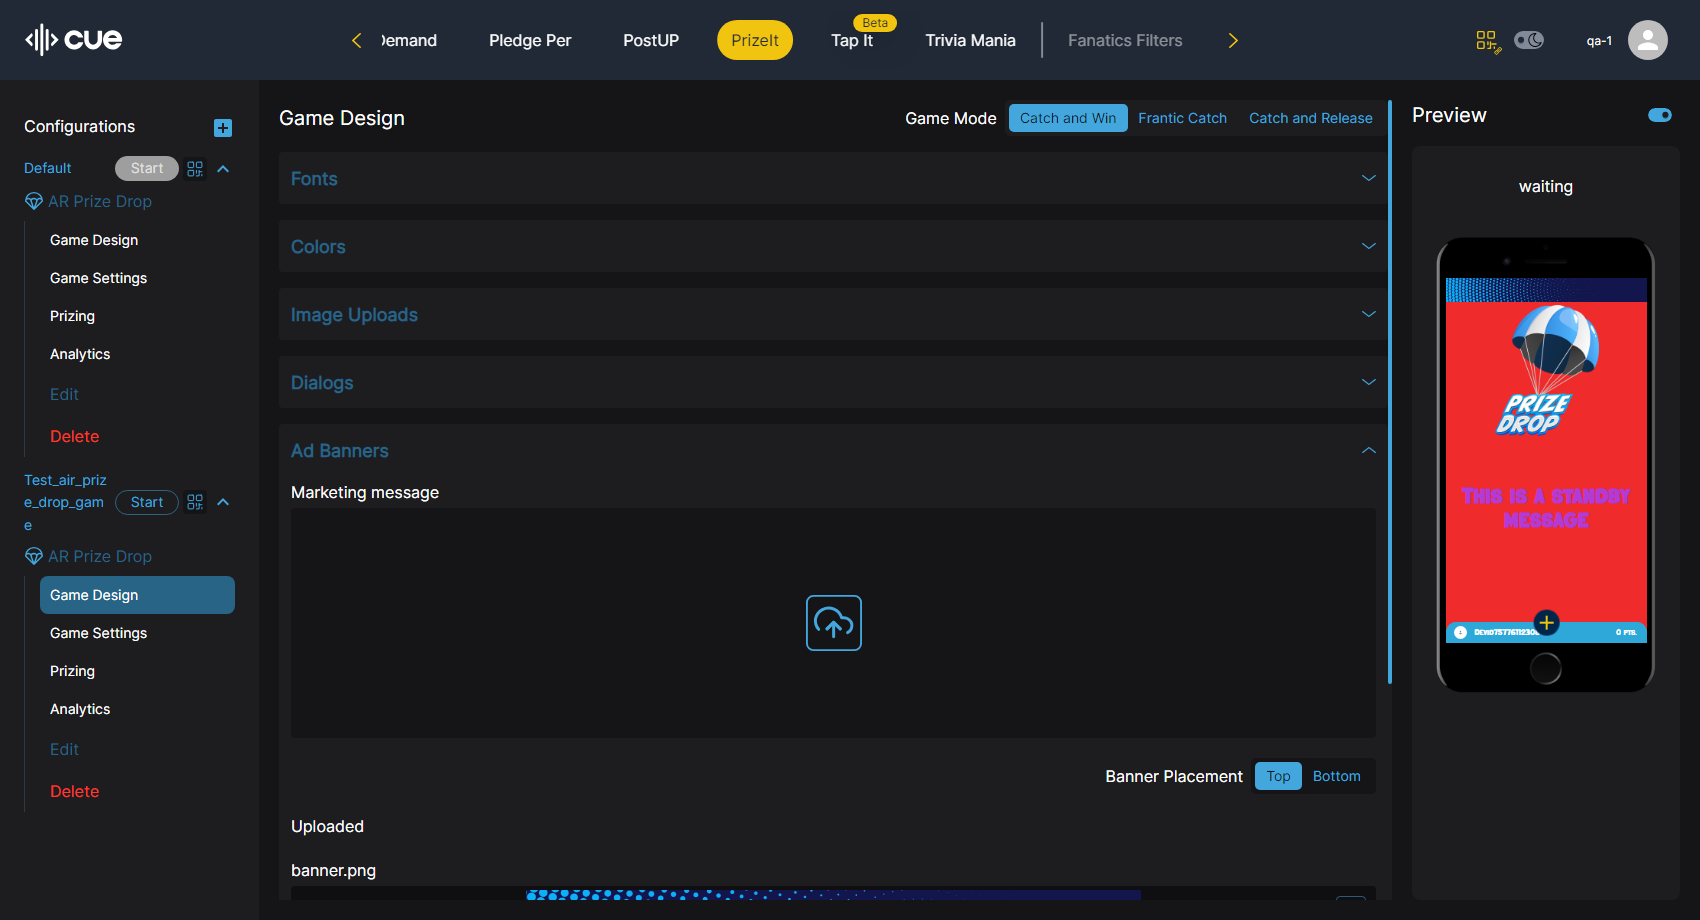 cue
Demand
Pledge Per
PostUP
PrizeIt
Beta
Tap It
Trivia Mania
Fanatics Filters
qa-1
Configurations
Default
Start
AR Prize Drop
Game Design
Game Settings
Prizing
Analytics
Edit
Delete
Test_air_priz
e_drop_gam
e
Start
AR Prize Drop
Game Design
Game Settings
Prizing
Analytics
Edit
Delete
Game Design
Game Mode
Catch and Win
Frantic Catch
Catch and Release
Fonts
Colors
Image Uploads
Dialogs
Ad Banners
Marketing message
Banner Placement
Top
Bottom
Uploaded
banner.png
Preview
waiting
PRIZE
DROP
THIS IS A STANDBY
MESSAGE
0 PTS.